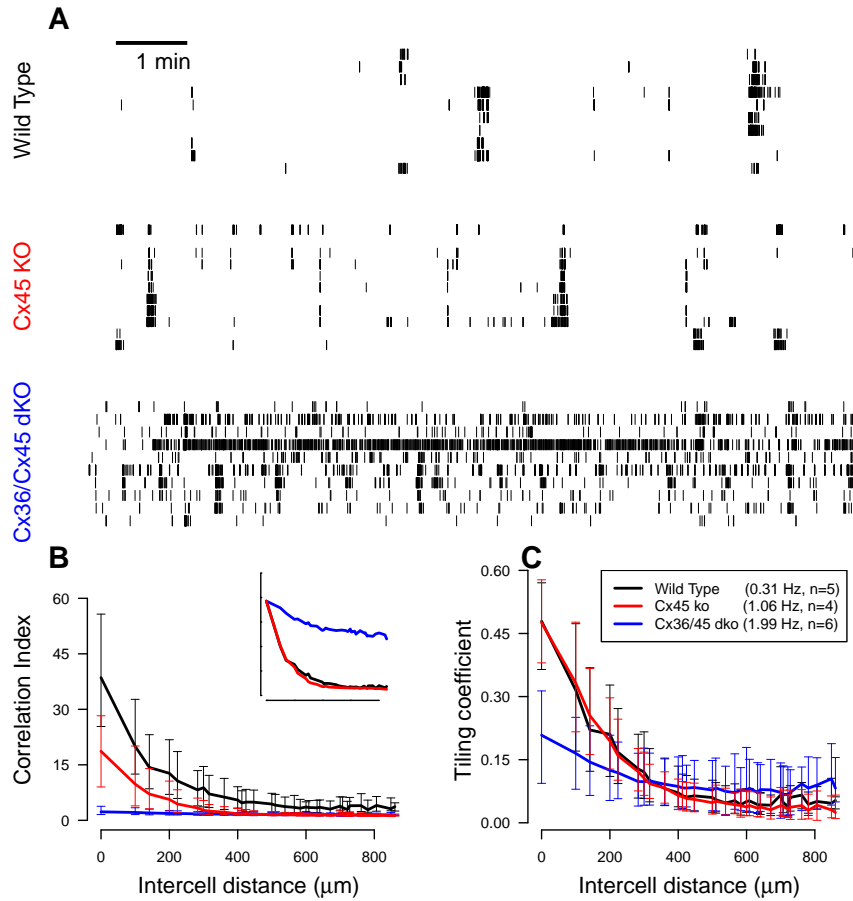 A
1 min
Wild Type
Cx45 KO
Cx36/Cx45 dKO
B
Correlation Index
60
45
30
15
0
0 200 400 600 800
Intercell distance (μm)
C
Tiling coefficient
0.60
0.45
0.30
0.15
0.00
Wild Type (0.31 Hz, n=5)
Cx45 ko (1.06 Hz, n=4)
Cx36/45 dko (1.99 Hz, n=6)
0 200 400 600 800
Intercell distance (μm)